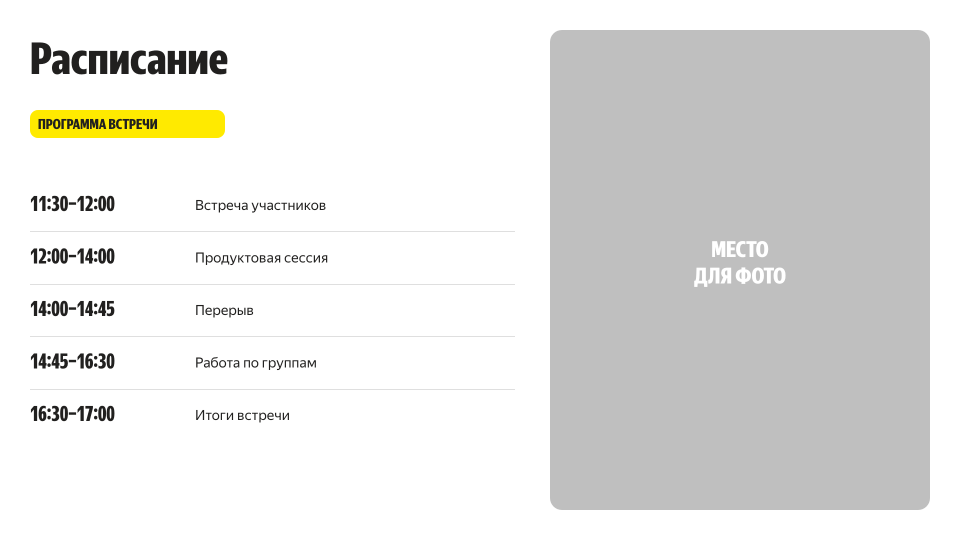 Расписание
ПРОГРАММА ВСТРЕЧИ
11:30–12:00 Встреча участников
12:00–14:00 Продуктовая сессия
14:00–14:45 Перерыв
14:45–16:30 Работа по группам
16:30–17:00 Итоги встречи
МЕСТО
ДЛЯ ФОТО